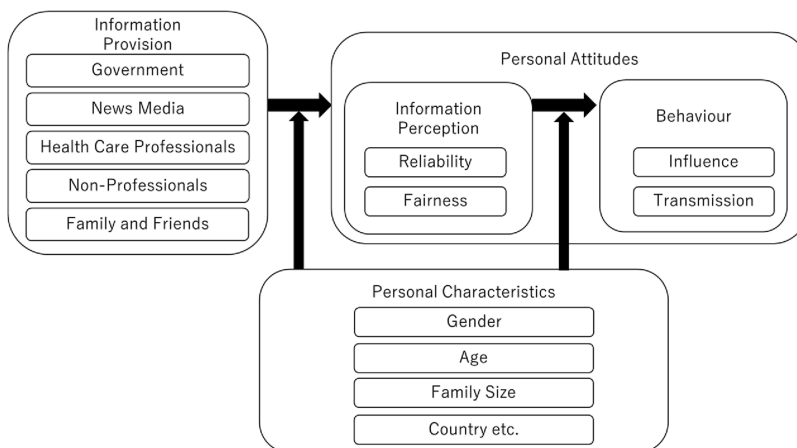 Information
Provision
Government
News Media
Health Care Professionals
Non-Professionals
Family and Friends
Personal Attitudes
Information
Perception
Reliability
Fairness
Behaviour
Influence
Transmission
Personal Characteristics
Gender
Age
Family Size
Country etc.